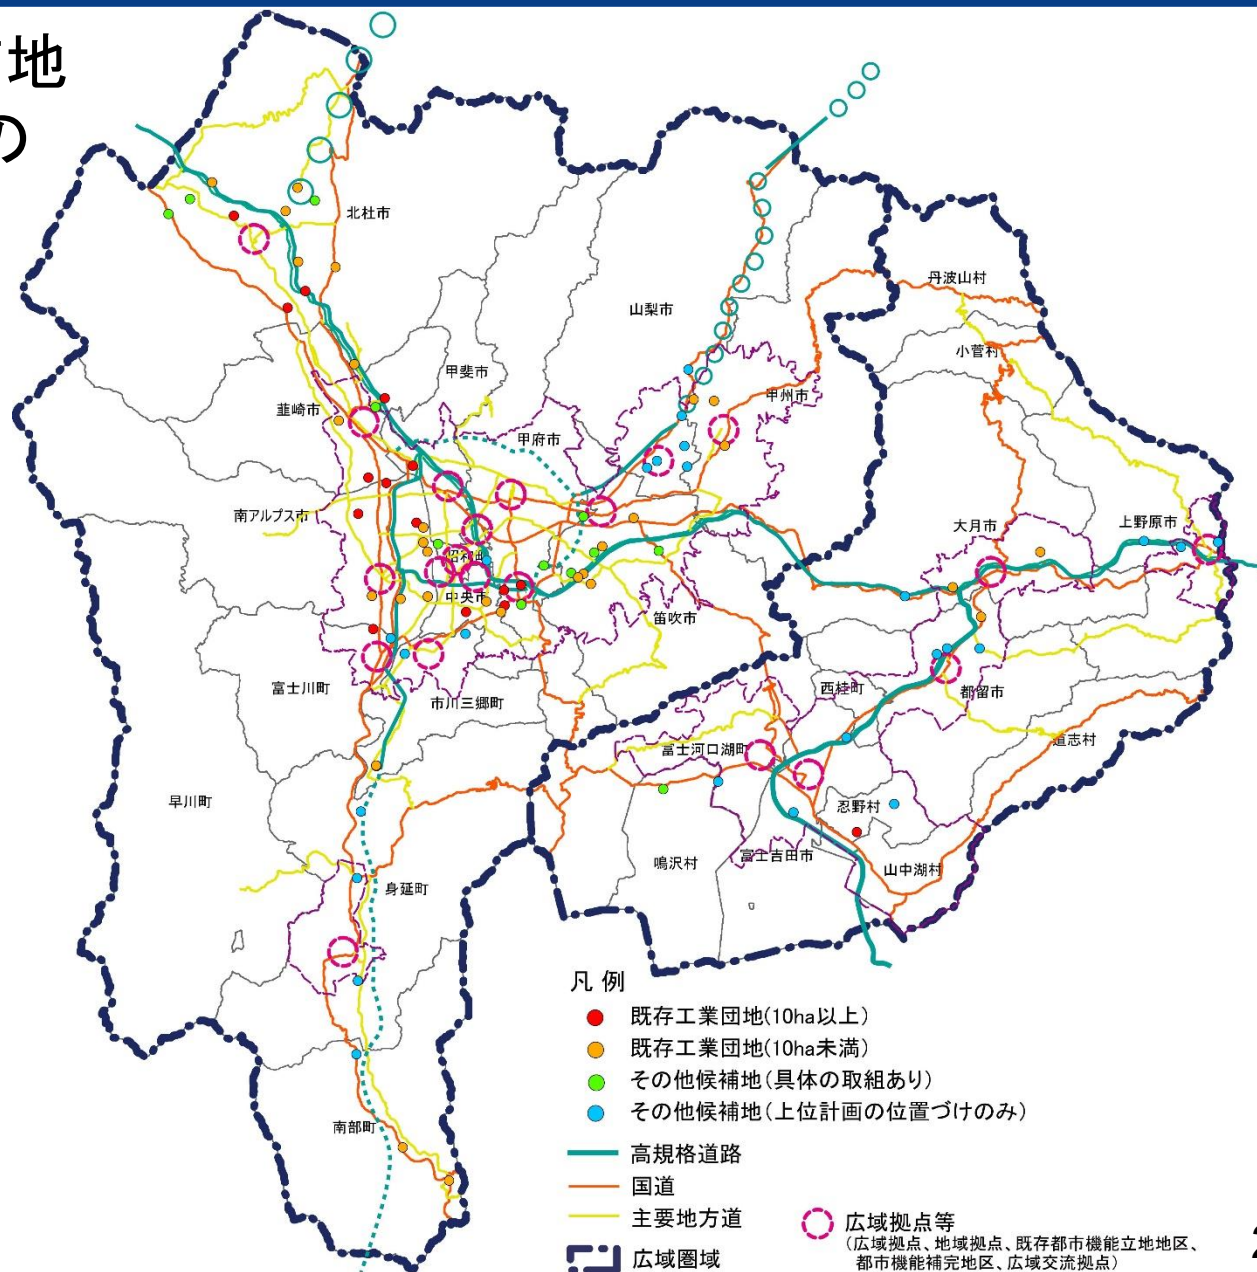 地
の
北杜市
丹波山村
山梨市
小菅村
甲斐市
甲州市
韮崎市
甲府市
南アルプス市
大月市
上野原市
昭和町
中央市
笛吹市
富士川町
市川三郷町
西桂町
都留市
道志村
富士河口湖町
早川町
忍野村
鳴沢村
富士吉田市
山中湖村
身延町
南部町
凡 例
既存工業団地(10ha以上)
既存工業団地(10ha未満)
その他候補地(具体の取組あり)
その他候補地(上位計画の位置づけのみ)
高規格道路
国道
主要地方道
広域圏域
広域拠点等
(広域拠点、地域拠点、既存都市機能立地地区、
都市機能補完地区、広域交流拠点)